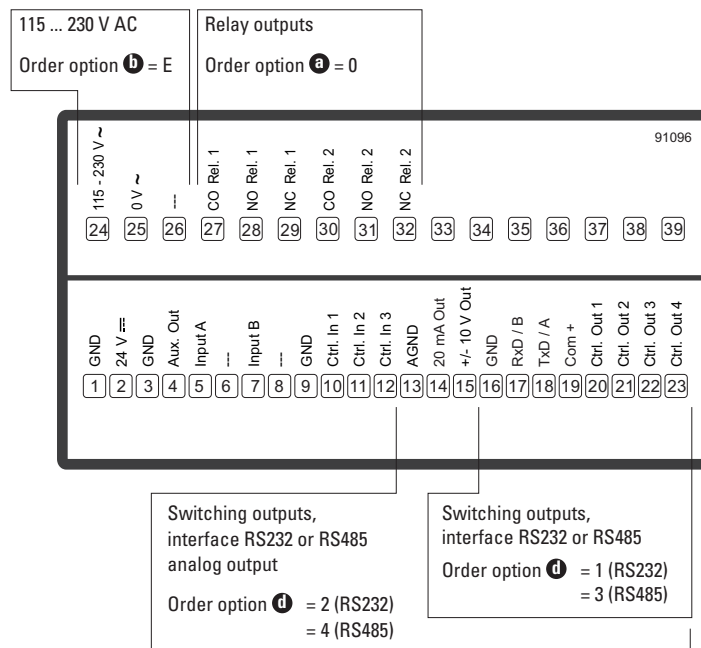 115 ... 230 V AC
Order option b = E
Relay outputs
Order option a = 0
91096
115 - 230 V ~
0 V ~
---
CO Rel. 1
NO Rel. 1
NC Rel. 1
CO Rel. 2
NO Rel. 2
NC Rel. 2
24 25 26 27 28 29 30 31 32 33 34 35 36 37 38 39
GND
24 V ⎓
GND
Aux. Out
Input A
---
Input B
---
GND
Ctrl. In 1
Ctrl. In 2
Ctrl. In 3
AGND
20 mA Out
+/- 10 V Out
GND
RxD / B
TxD / A
Com +
Ctrl. Out 1
Ctrl. Out 2
Ctrl. Out 3
Ctrl. Out 4
1 2 3 4 5 6 7 8 9 10 11 12 13 14 15 16 17 18 19 20 21 22 23
Switching outputs,
interface RS232 or RS485
analog output
Order option d = 2 (RS232)
= 4 (RS485)
Switching outputs,
interface RS232 or RS485
Order option d = 1 (RS232)
= 3 (RS485)